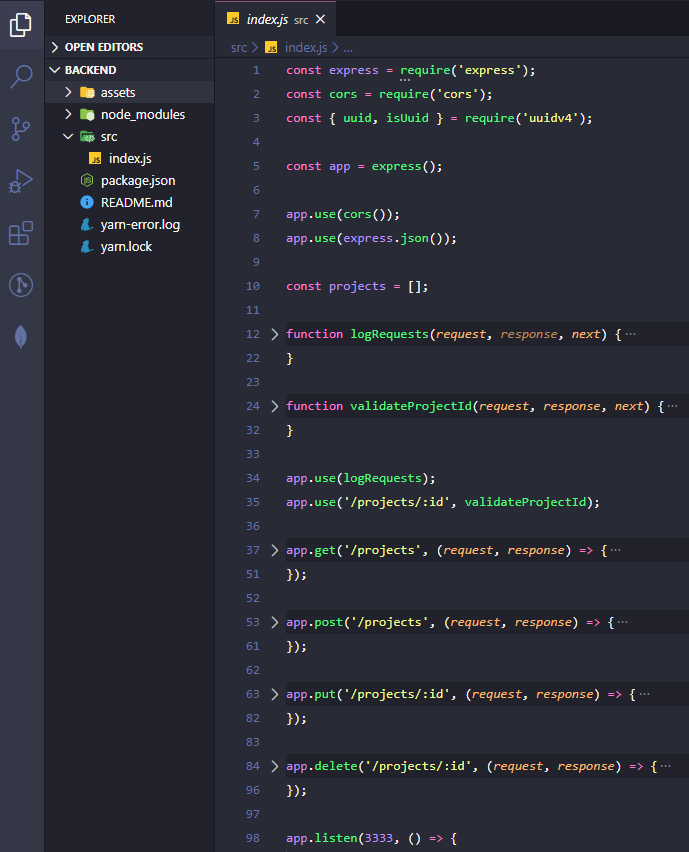 EXPLORER
OPEN EDITORS
BACKEND
assets
node_modules
src
JS index.js
JS package.json
README.md
yarn-error.log
yarn.lock
JS index.js src ×
src > JS index.js > ...
1 const express = require('express');
2 const cors = require('cors');
3 const { uuid, isUuid } = require('uuidv4');
4
5 const app = express();
6
7 app.use(cors());
8 app.use(express.json());
9
10 const projects = [];
11
12 function logRequests(request, response, next) { ···
22 }
23
24 function validateProjectId(request, response, next) { ···
32 }
33
34 app.use(logRequests);
35 app.use('/projects/:id', validateProjectId);
36
37 app.get('/projects', (request, response) => { ···
51 });
52
53 app.post('/projects', (request, response) => { ···
61 });
62
63 app.put('/projects/:id', (request, response) => { ···
82 });
83
84 app.delete('/projects/:id', (request, response) => { ···
96 });
97
98 app.listen(3333, () => {